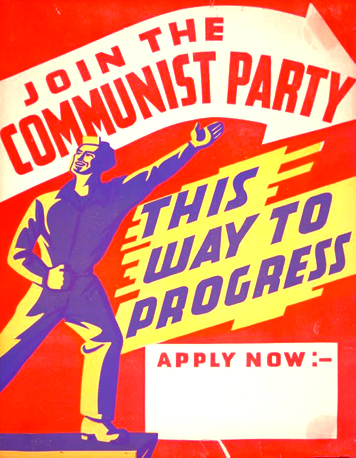 JOIN THE
COMMUNIST PARTY
THIS
WAY TO
PROGRESS
APPLY NOW:-